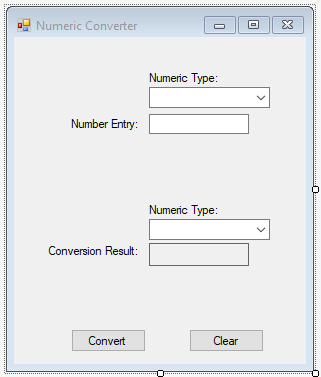 Numeric Converter
Numeric Type:
Number Entry:
Numeric Type:
Conversion Result:
Convert Clear